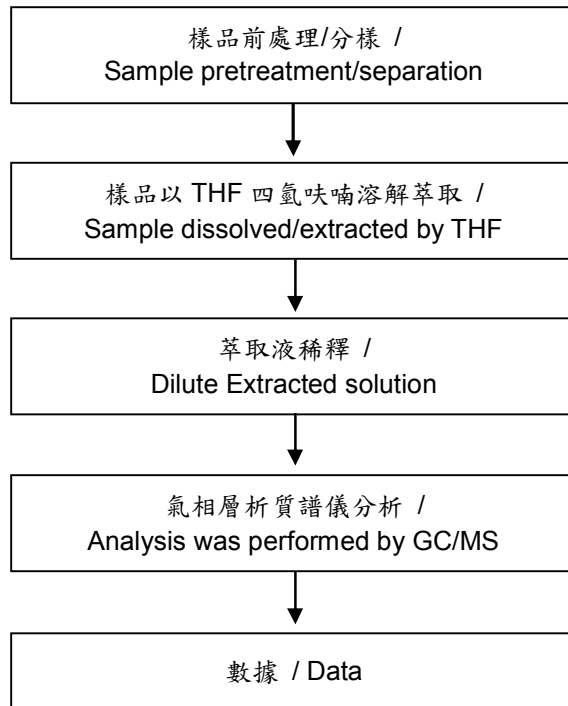 樣品前處理/分樣 /
Sample pretreatment/separation
樣品以 THF 四氫呋喃溶解萃取 /
Sample dissolved/extracted by THF
萃取液稀釋 /
Dilute Extracted solution
氣相層析質譜儀分析 /
Analysis was performed by GC/MS
數據 / Data